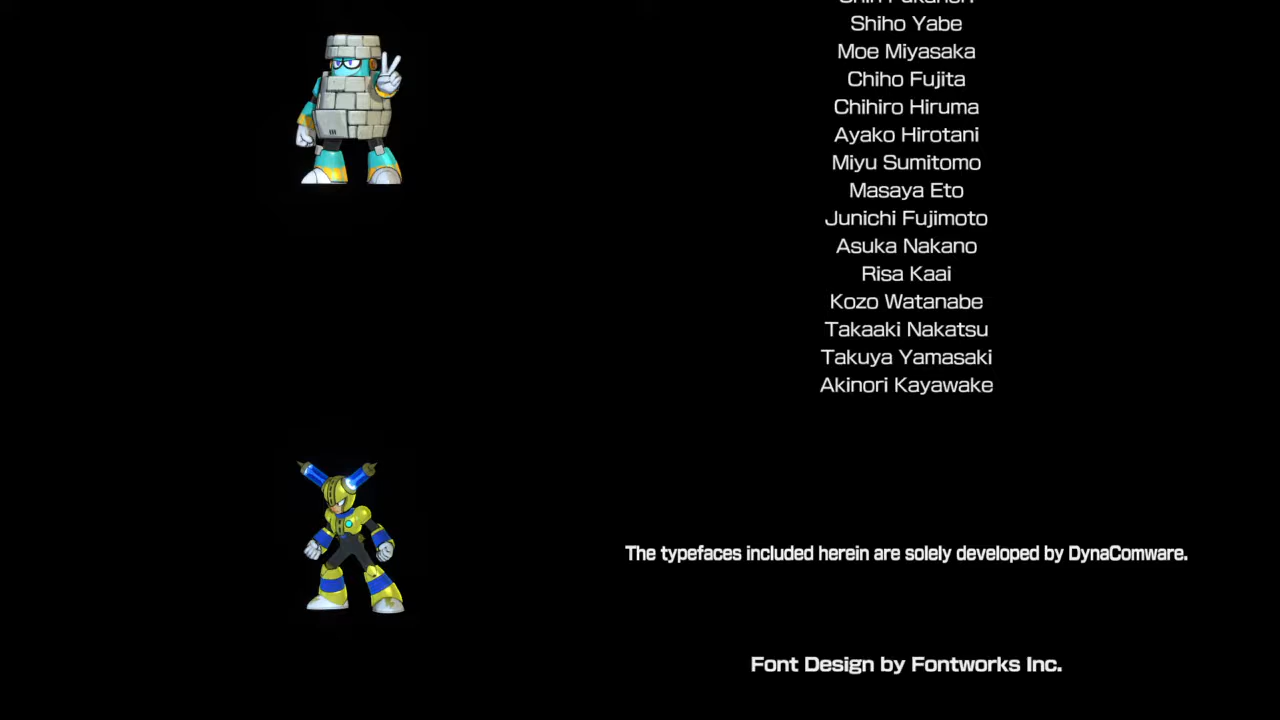 Shiho Yabe
Moe Miyasaka
Chiho Fujita
Chihiro Hiruma
Ayako Hirotani
Miyu Sumitomo
Masaya Eto
Junichi Fujimoto
Asuka Nakano
Risa Kaai
Kozo Watanabe
Takaaki Nakatsu
Takuya Yamasaki
Akinori Kayawake
The typefaces included herein are solely developed by DynaComware.
Font Design by Fontworks Inc.